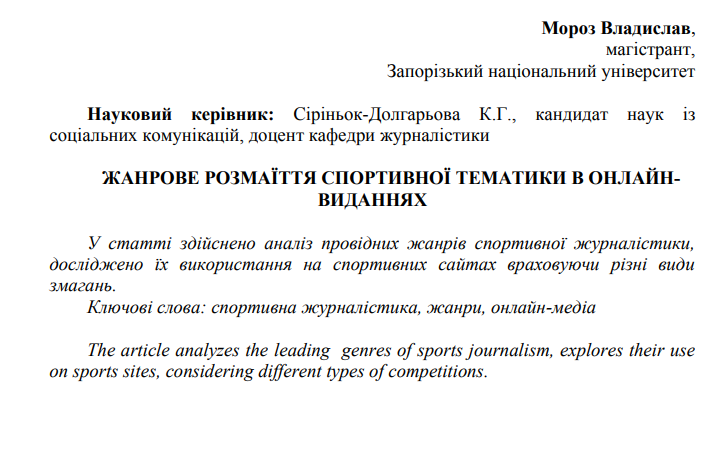 Мороз Владислав,
магістрант,
Запорізький національний університет
Науковий керівник: Сіріньок-Долгарьова К.Г., кандидат наук із
соціальних комунікацій, доцент кафедри журналістики
ЖАНРОВЕ РОЗМАЇТТЯ СПОРТИВНОЇ ТЕМАТИКИ В ОНЛАЙН-
ВИДАННЯХ
У статті здійснено аналіз провідних жанрів спортивної журналістики,
досліджено їх використання на спортивних сайтах враховуючи різні види
змагань.
Ключові слова: спортивна журналістика, жанри, онлайн-медіа
The article analyzes the leading genres of sports journalism, explores their use
on sports sites, considering different types of competitions.